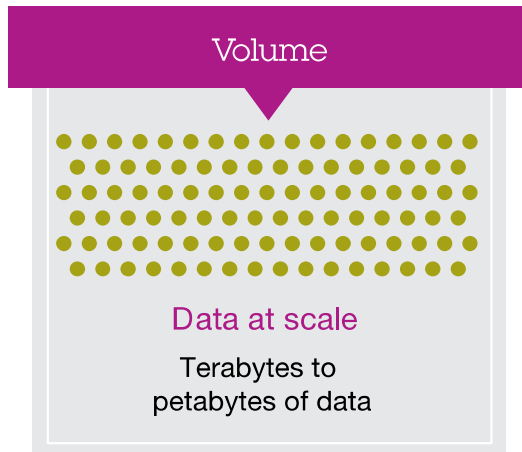 Volume
Data at scale
Terabytes to
petabytes of data